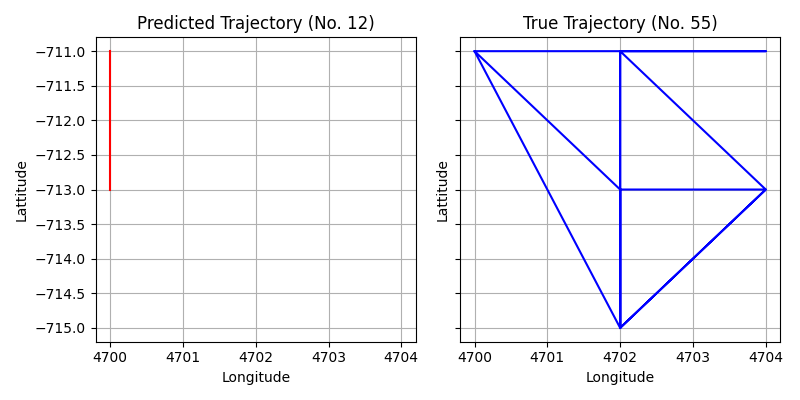 Predicted Trajectory (No. 12)
True Trajectory (No. 55)
−711.0
−711.5
−712.0
−712.5
−713.0
−713.5
−714.0
−714.5
−715.0
Lattitude
Lattitude
4700 4701 4702 4703 4704
4700 4701 4702 4703 4704
Longitude
Longitude